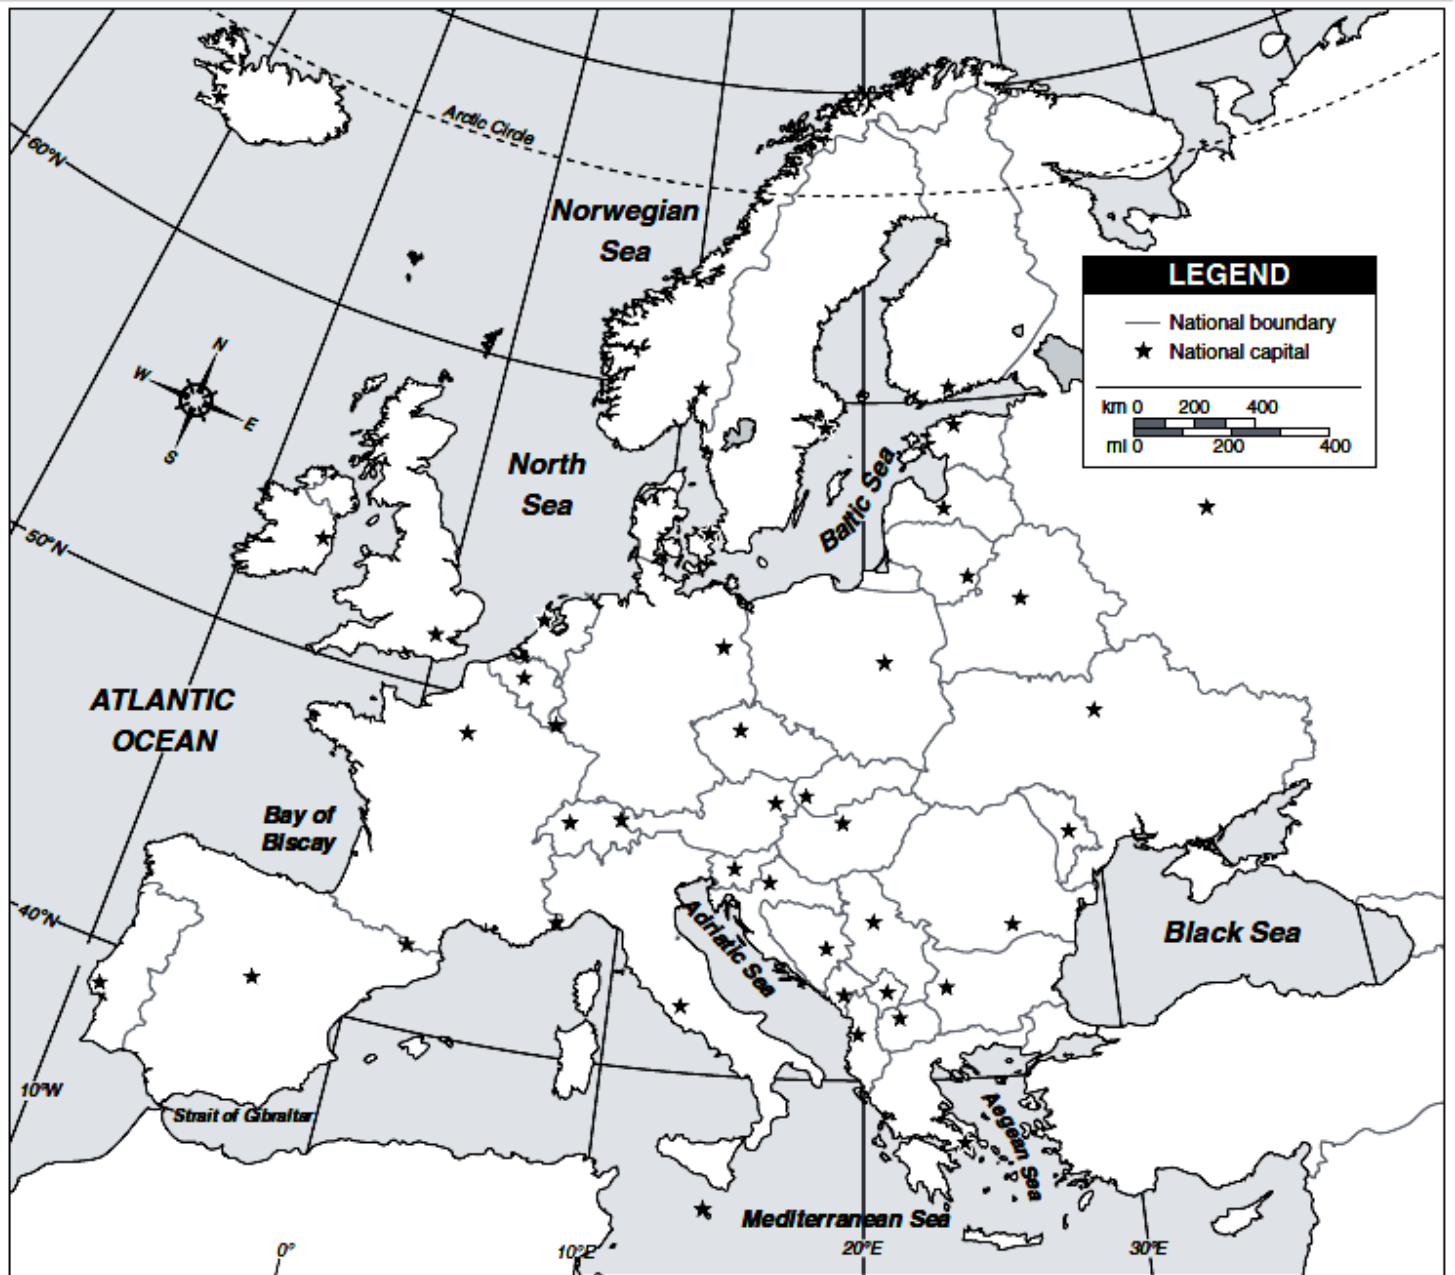 Arctic Circle
60°N
Norwegian
Sea
LEGEND
National boundary
National capital
km 0 200 400
mi 0 200 400
N
W
E
S
North
Sea
Baltic Sea
50°N
ATLANTIC
OCEAN
Bay of
Biscay
40°N
Adriatic Sea
Black Sea
10°W
Strait of Gibraltar
Aegean Sea
Mediterranean Sea
0°
10°E
20°E
30°E